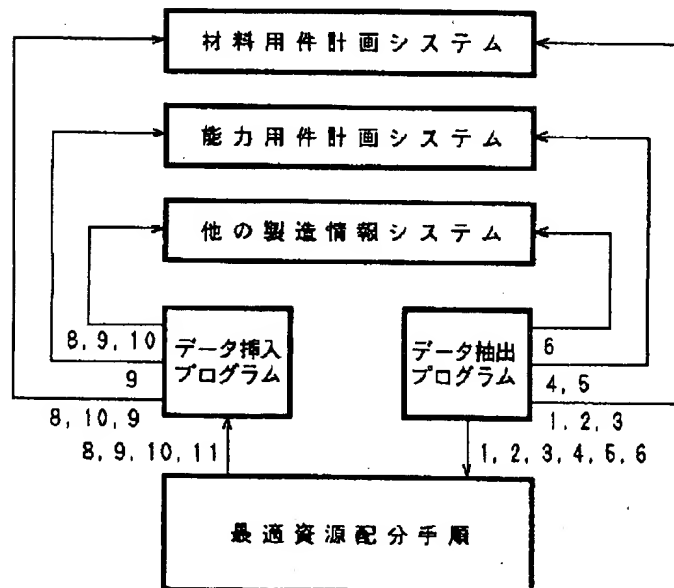 材料用件計画システム
能力用件計画システム
他の製造情報システム
データ挿入
プログラム
データ抽出
プログラム
8, 9, 10
9
8, 10, 9
8, 9, 10, 11
6
4, 5
1, 2, 3
1, 2, 3, 4, 5, 6
最適資源配分手順